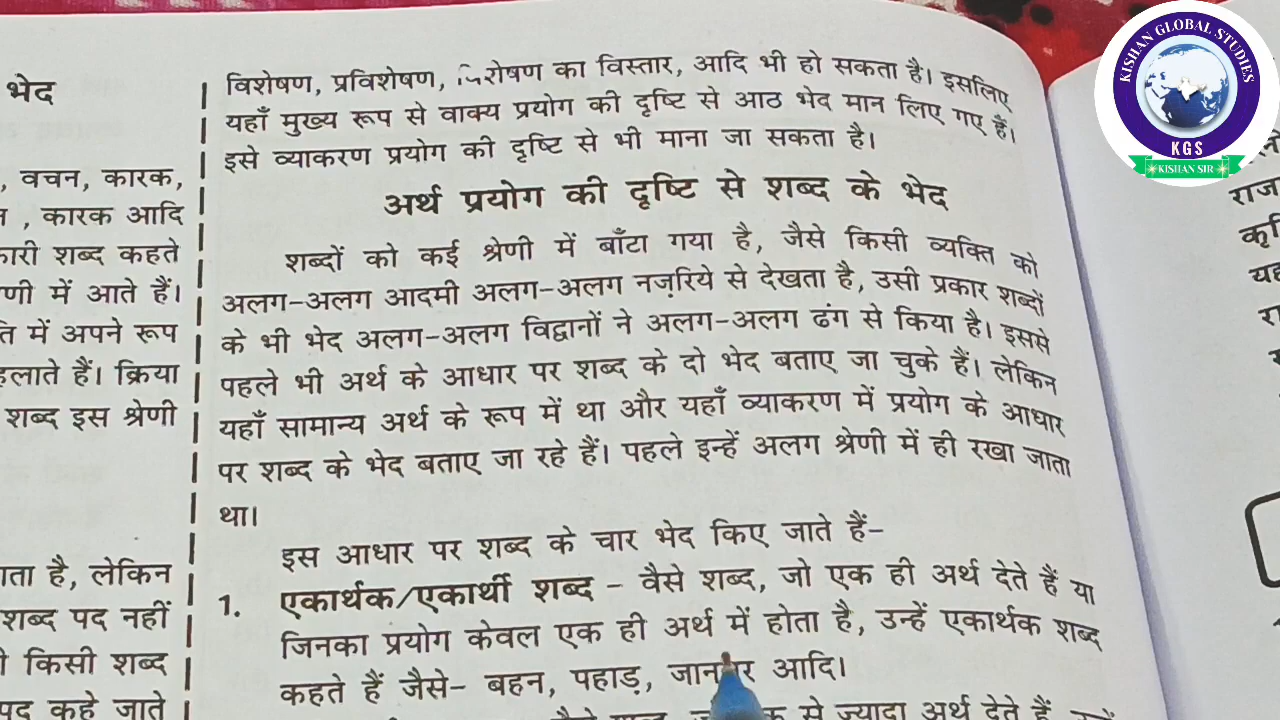 भेद
, वचन, कारक,
, कारक आदि
कारी शब्द कहते
णी में आते हैं।
में अपने रूप
कहलाते हैं। क्रिया
शब्द इस श्रेणी
है, लेकिन
शब्द पद नहीं
किसी शब्द
पद कहे जाते
विशेषण, प्रविशेषण, का विस्तार, आदि भी हो सकता है। इसलिए
यहाँ मुख्य रूप से वाक्य प्रयोग की दृष्टि से आठ भेद मान लिए गए हैं।
इसे व्याकरण प्रयोग की दृष्टि से भी माना जा सकता है।
अर्थ प्रयोग की दृष्टि से शब्द के भेद
शब्दों को कई श्रेणी में बाँटा गया है, जैसे किसी व्यक्ति को
अलग-अलग आदमी अलग-अलग नज़रिये से देखता है, उसी प्रकार शब्दों
के भी भेद अलग-अलग विद्वानों ने अलग-अलग ढंग से किया है। इससे
पहले भी अर्थ के आधार पर शब्द के दो भेद बताए जा चुके हैं। लेकिन
यहाँ सामान्य अर्थ के रूप में था और यहाँ व्याकरण में प्रयोग के आधार
पर शब्द के भेद बताए जा रहे हैं। पहले इन्हें अलग श्रेणी में ही रखा जाता
था।
इस आधार पर शब्द के चार भेद किए जाते हैं-
1. एकार्थक/एकार्थी शब्द - वैसे शब्द, जो एक ही अर्थ देते हैं या
जिनका प्रयोग केवल एक ही अर्थ में होता है, उन्हें एकार्थक शब्द
कहते हैं जैसे- बहन, पहाड़, जानवर आदि।
से ज्यादा अर्थ देते हैं
KISHAN GLOBAL STUDIES
KGS
KISHAN SIR